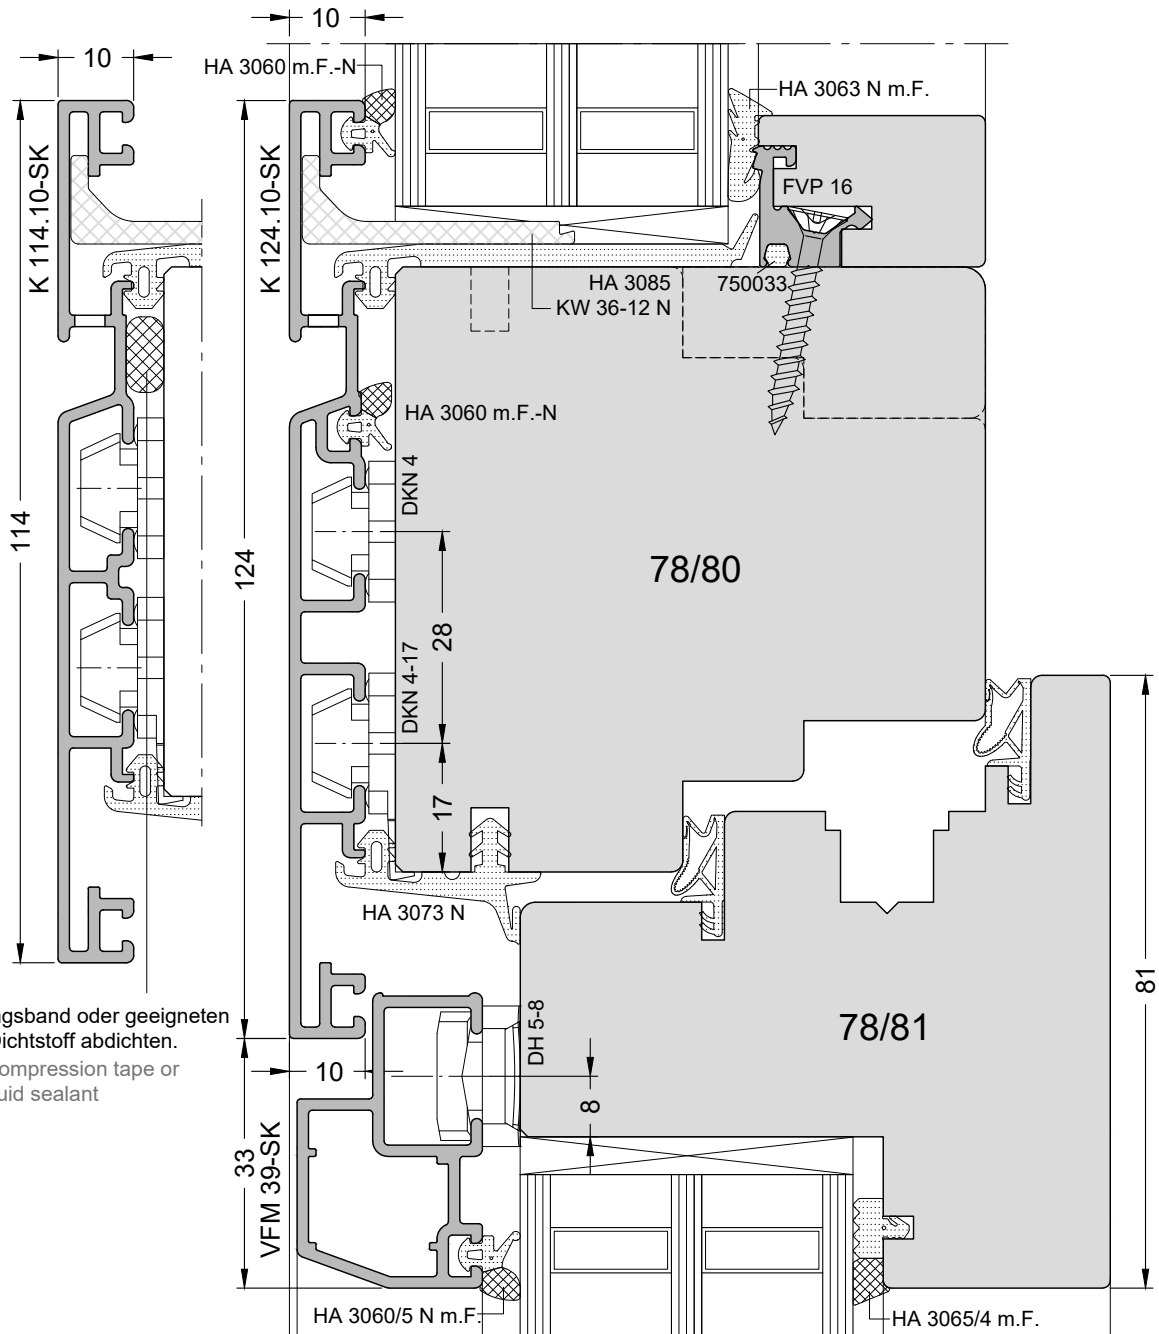 10
10
HA 3060 m.F.-N
HA 3063 N m.F.
K 114.10-SK
K 124.10-SK
FVP 16
HA 3085
750033
KW 36-12 N
HA 3060 m.F.-N
DKN 4
114
124
78/80
28
DKN 4-17
17
HA 3073 N
81
ngsband oder geeigneten
Dichtstoff abdichten.
ompression tape or
uid sealant
DH 5-8
78/81
10
8
33
VFM 39-SK
HA 3060/5 N m.F.
HA 3065/4 m.F.